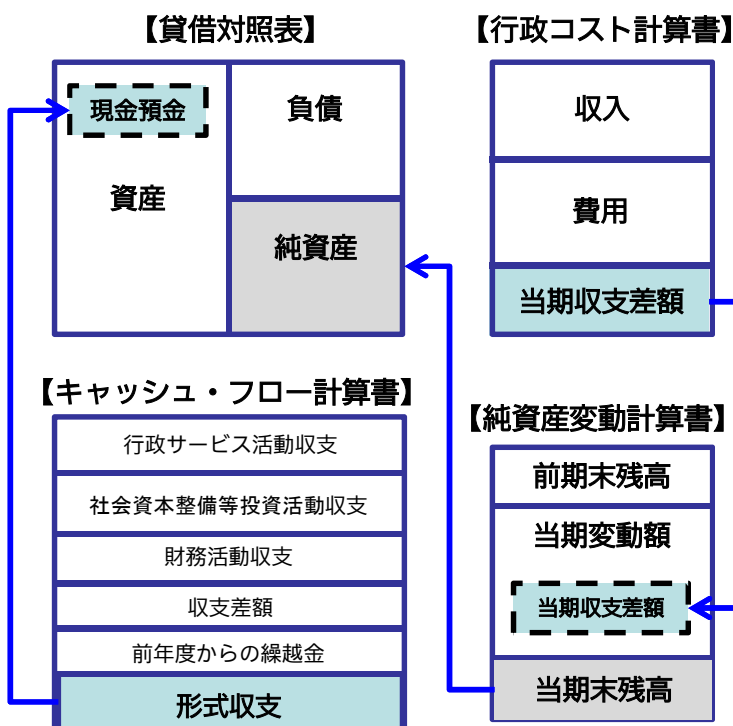 【貸借対照表】
現金預金
資産
負債
純資産
【行政コスト計算書】
収入
費用
当期収支差額
【キャッシュ・フロー計算書】
行政サービス活動収支
社会資本整備等投資活動収支
財務活動収支
収支差額
前年度からの繰越金
形式収支
【純資産変動計算書】
前期末残高
当期変動額
当期収支差額
当期末残高